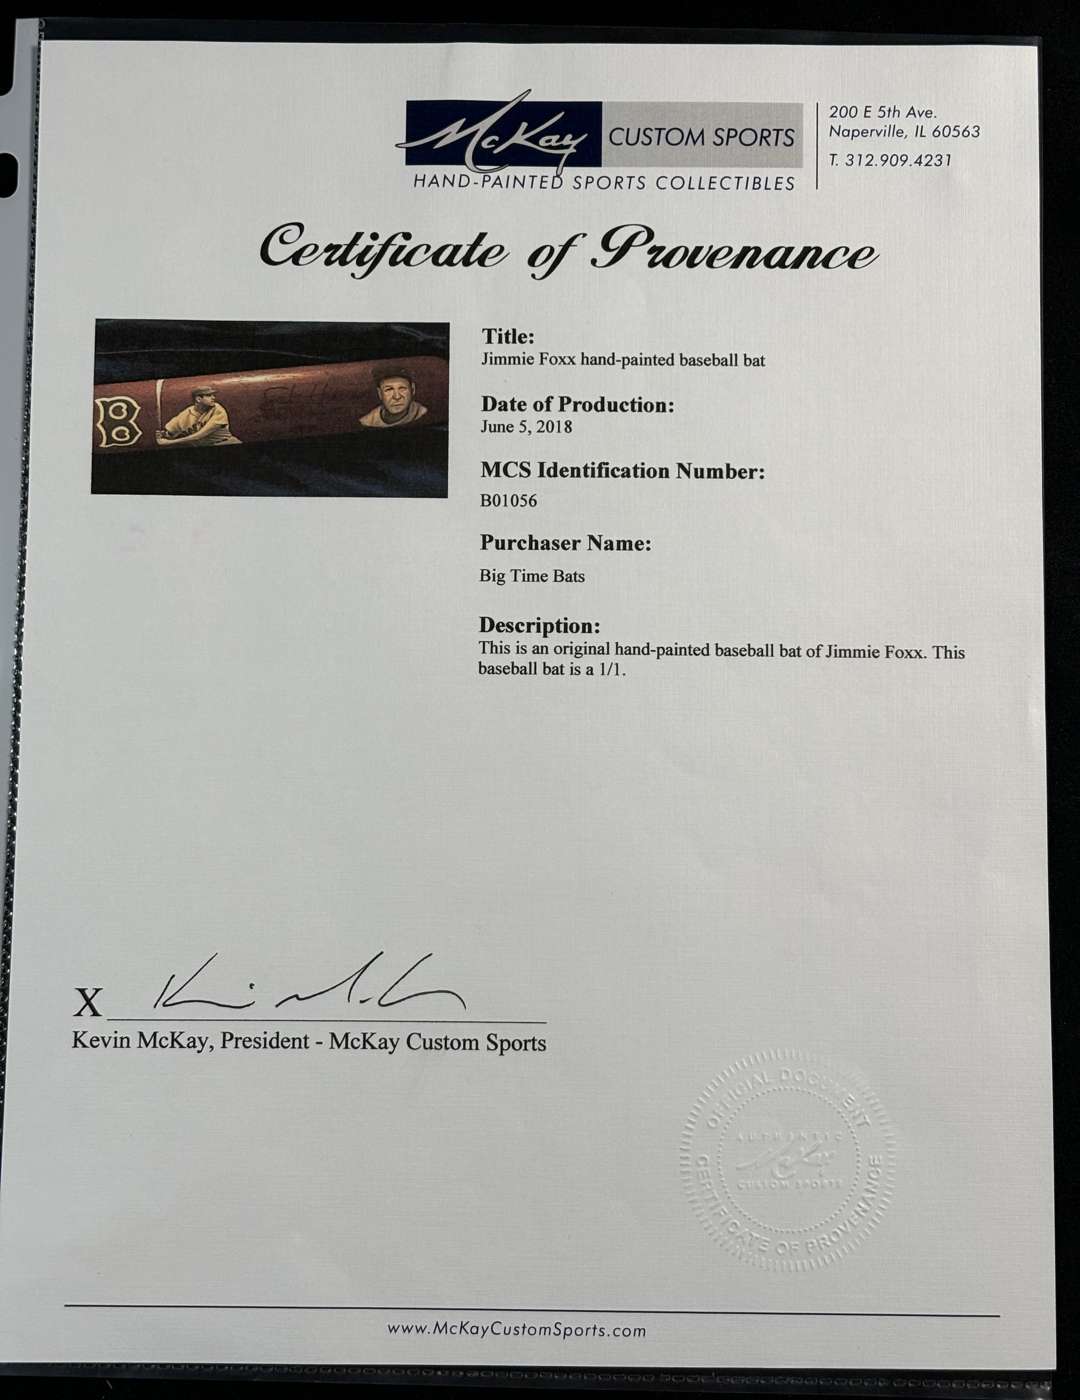 McKay CUSTOM SPORTS
HAND-PAINTED SPORTS COLLECTIBLES
200 E 5th Ave.
Naperville, IL 60563
T. 312.909.4231
Certificate of Provenance
B
Title:
Jimmie Foxx hand-painted baseball bat
Date of Production:
June 5, 2018
MCS Identification Number:
B01056
Purchaser Name:
Big Time Bats
Description:
This is an original hand-painted baseball bat of Jimmie Foxx. This
baseball bat is a 1/1.
X
Kevin McKay, President - McKay Custom Sports
OFFICIAL DOCUMENT
AUTHENTIC
McKay
CUSTOM SPORTS
CERTIFICATE OF PROVENANCE
www.McKayCustomSports.com